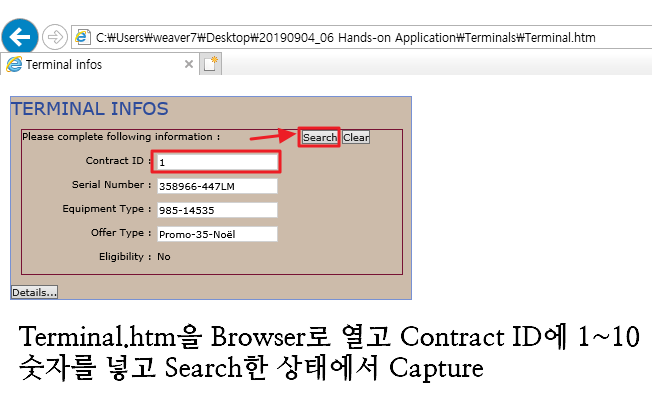 C:₩Users₩weaver7₩Desktop₩20190904_06 Hands-on Application₩Terminals₩Terminal.htm
Terminal infos
TERMINAL INFOS
Please complete following information : Search Clear
Contract ID : 1
Serial Number : 358966-447LM
Equipment Type : 985-14535
Offer Type : Promo-35-Noël
Eligibility : No
Details...
Terminal.htm을 Browser로 열고 Contract ID에 1~10
숫자를 넣고 Search한 상태에서 Capture